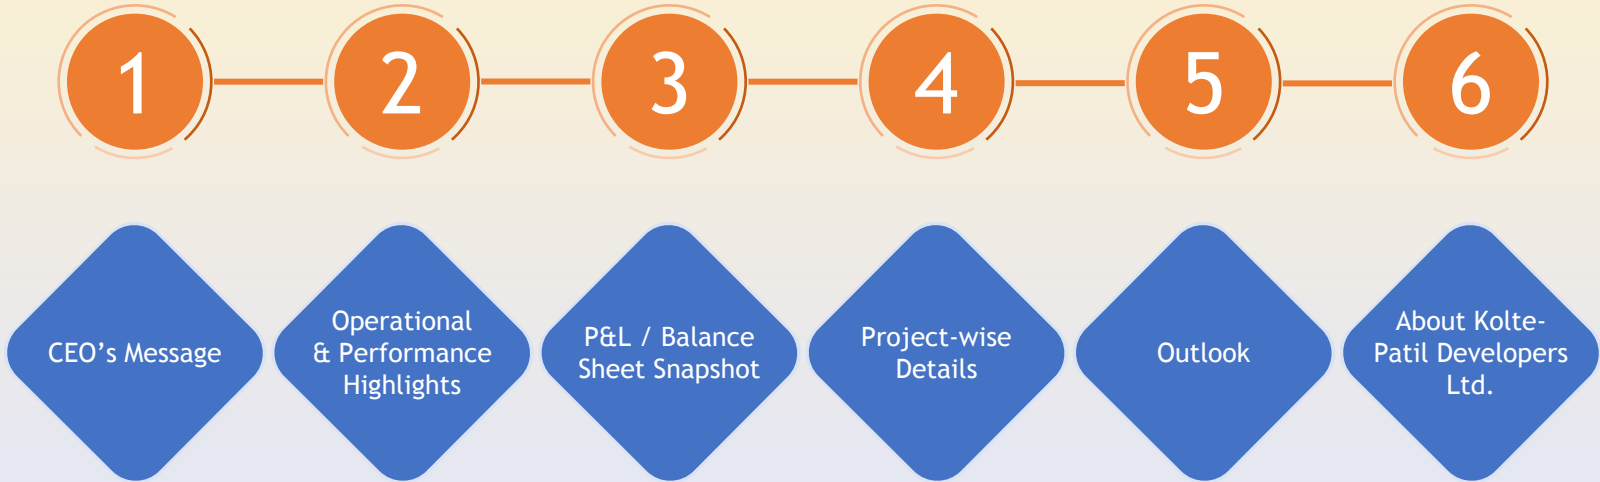 1
2
3
4
5
6
CEO’s Message
Operational
& Performance
Highlights
P&L / Balance
Sheet Snapshot
Project-wise
Details
Outlook
About Kolte-
Patil Developers
Ltd.